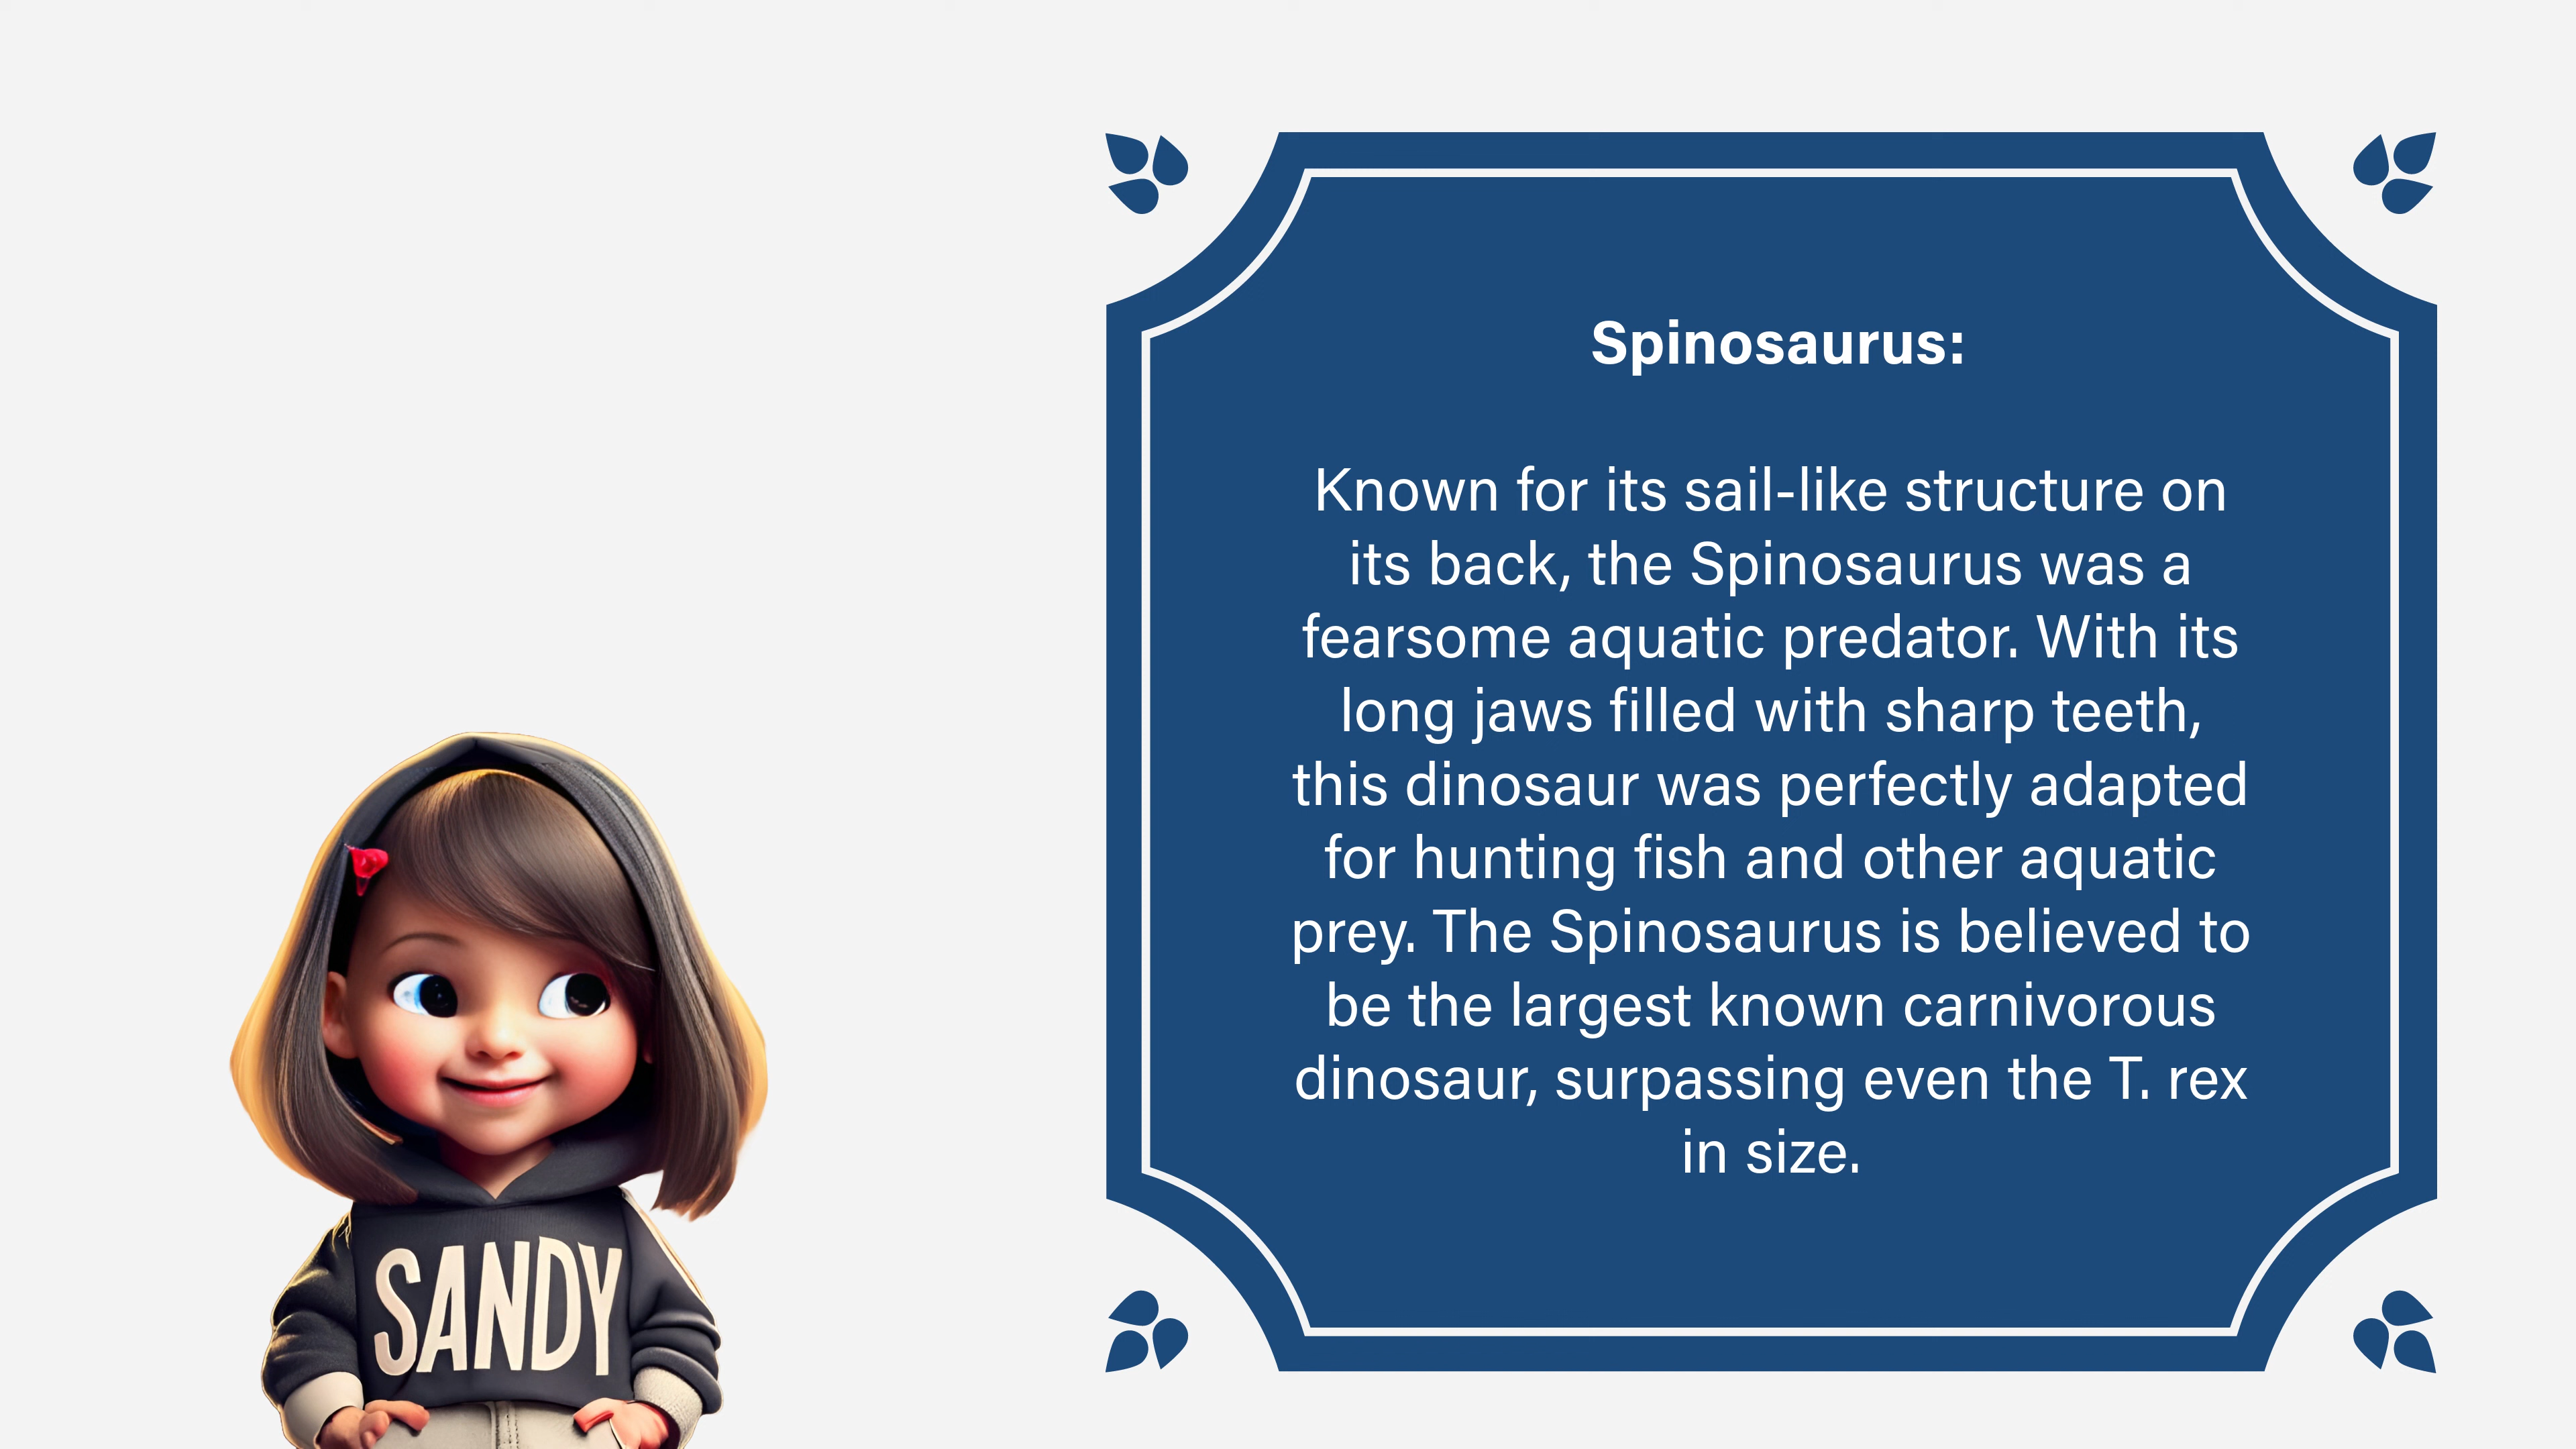 Spinosaurus:
Known for its sail-like structure on
its back, the Spinosaurus was a
fearsome aquatic predator. With its
long jaws filled with sharp teeth,
this dinosaur was perfectly adapted
for hunting fish and other aquatic
prey. The Spinosaurus is believed to
be the largest known carnivorous
dinosaur, surpassing even the T. rex
in size.
SANDY